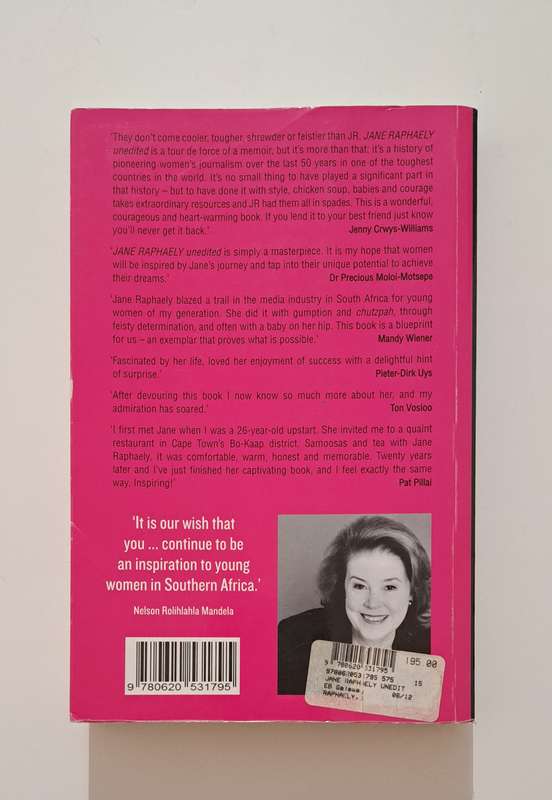 'They don't come cooler, tougher, shrewder or feistier than JR. JANE RAPHAELY
unedited is a tour de force of a memoir, but it's more than that: it's a history of
pioneering women's journalism over the last 50 years in one of the toughest
countries in the world. It's no small thing to have played a significant part in
that history – but to have done it with style, chicken soup, babies and courage
takes extraordinary resources and JR had them all in spades. This is a wonderful,
courageous and heart-warming book. If you lend it to your best friend just know
you'll never get it back.' Jenny Crwys-Williams
'JANE RAPHAELY unedited is simply a masterpiece. It is my hope that women
will be inspired by Jane's journey and tap into their unique potential to achieve
their dreams.' Dr Precious Moloi-Motsepe
'Jane Raphaely blazed a trail in the media industry in South Africa for young
women of my generation. She did it with gumption and chutzpah, through
feisty determination, and often with a baby on her hip. This book is a blueprint
for us – an exemplar that proves what is possible.' Mandy Wiener
'Fascinated by her life, loved her enjoyment of success with a delightful hint
of surprise.' Pieter-Dirk Uys
'After devouring this book I now know so much more about her, and my
admiration has soared.' Ton Vosloo
'I first met Jane when I was a 26-year-old upstart. She invited me to a quaint
restaurant in Cape Town's Bo-Kaap district. Samoosas and tea with Jane
Raphaely. It was comfortable, warm, honest and memorable. Twenty years
later and I've just finished her captivating book, and I feel exactly the same
way. Inspiring!' Pat Pillai
'It is our wish that
you ... continue to be
an inspiration to young
women in Southern Africa.'
Nelson Rolihlahla Mandela
9 780620 531795
9 780620 531795 195.00
JANE RAPHAELY UNEDIT 15
RAPHAELY, 06/12